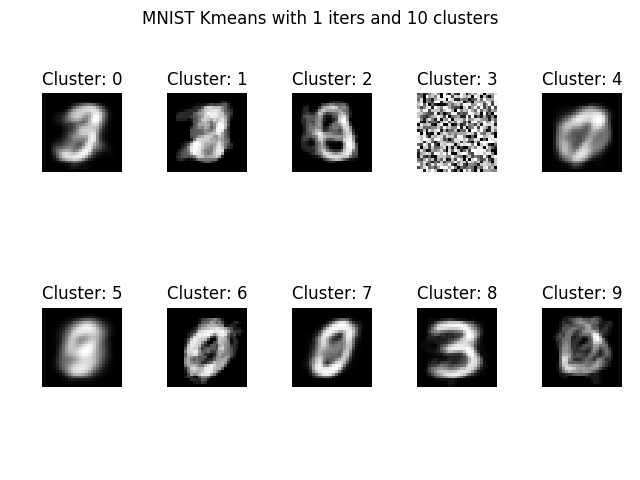 MNIST Kmeans with 1 iters and 10 clusters
Cluster: 0 Cluster: 1 Cluster: 2 Cluster: 3 Cluster: 4
Cluster: 5 Cluster: 6 Cluster: 7 Cluster: 8 Cluster: 9